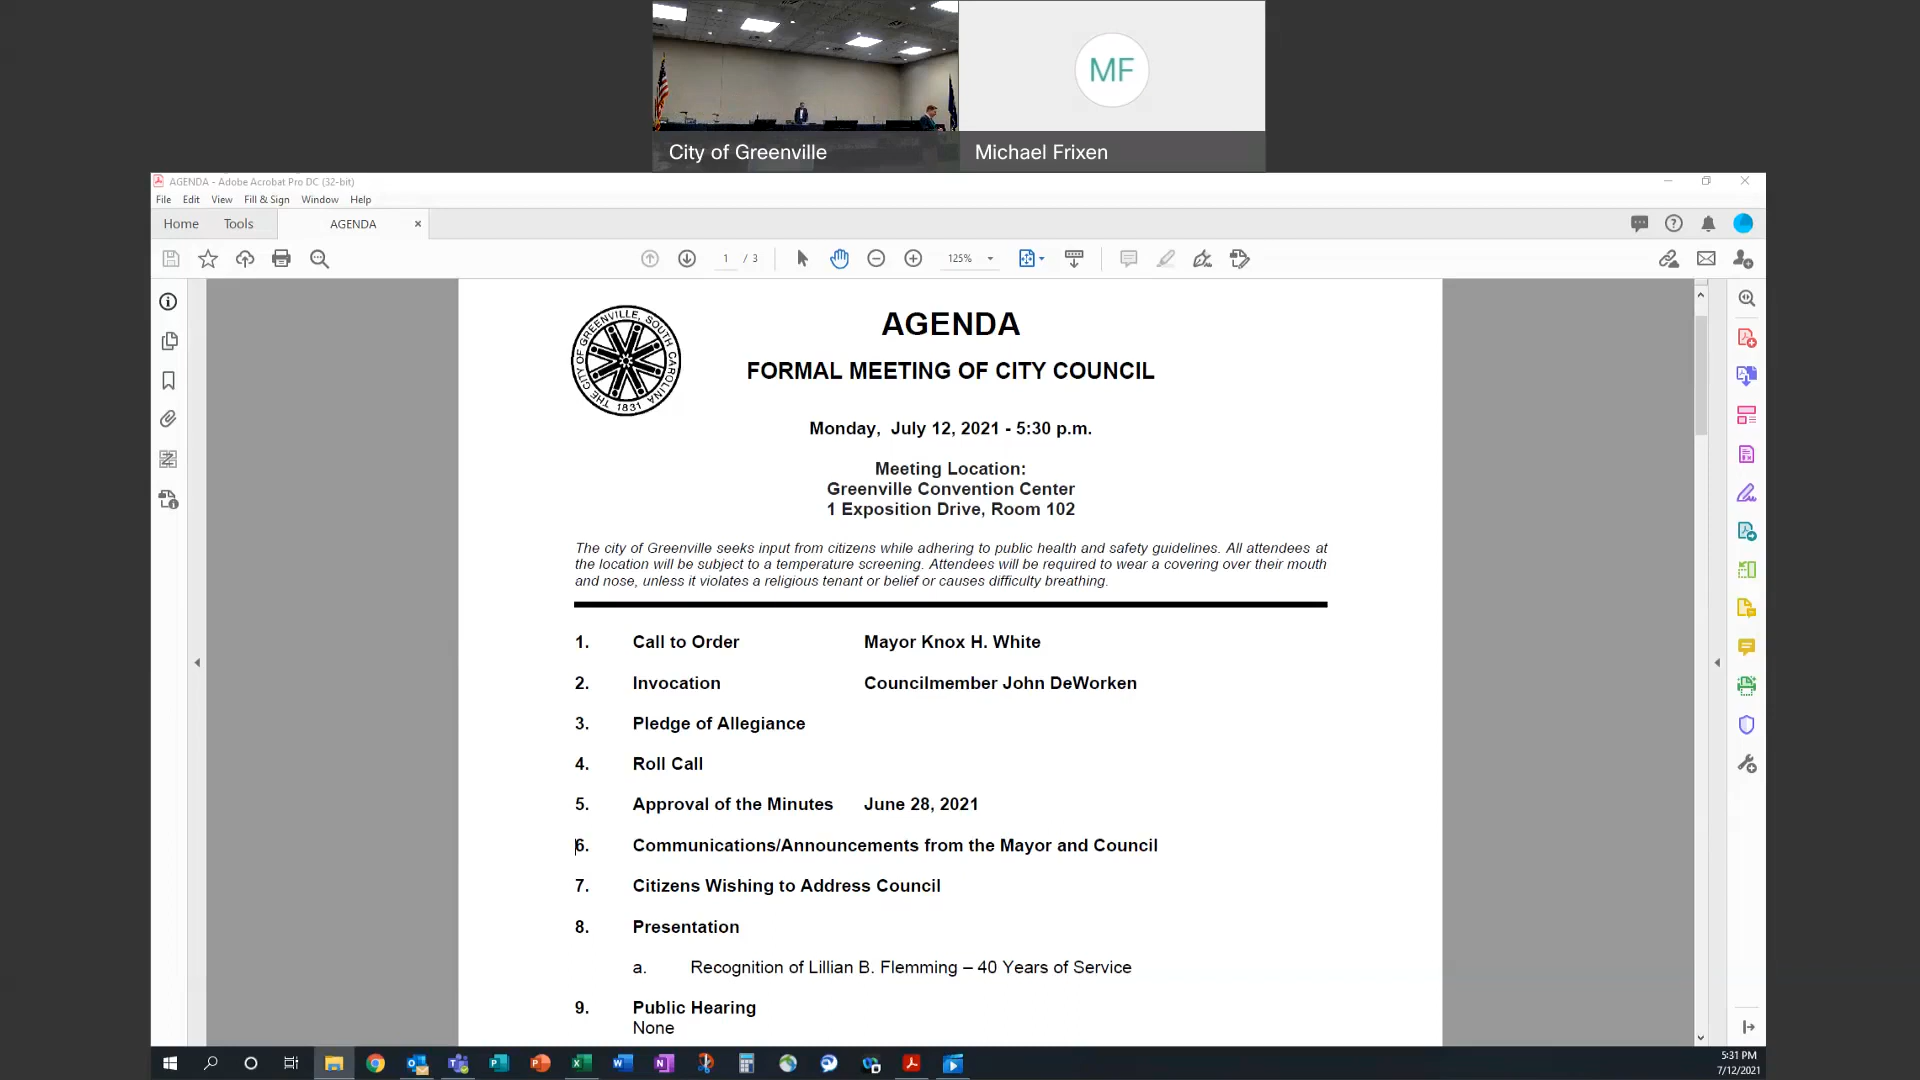 MF
City of Greenville
Michael Frixen
AGENDA - Adobe Acrobat Pro DC (32-bit)
File Edit View Fill & Sign Window Help
Home Tools AGENDA
1 / 3 125%
THE CITY OF GREENVILLE, SOUTH CAROLINA
1831
AGENDA
FORMAL MEETING OF CITY COUNCIL
Monday, July 12, 2021 - 5:30 p.m.
Meeting Location:
Greenville Convention Center
1 Exposition Drive, Room 102
The city of Greenville seeks input from citizens while adhering to public health and safety guidelines. All attendees at
the location will be subject to a temperature screening. Attendees will be required to wear a covering over their mouth
and nose, unless it violates a religious tenant or belief or causes difficulty breathing.
1. Call to Order Mayor Knox H. White
2. Invocation Councilmember John DeWorken
3. Pledge of Allegiance
4. Roll Call
5. Approval of the Minutes June 28, 2021
6. Communications/Announcements from the Mayor and Council
7. Citizens Wishing to Address Council
8. Presentation
a. Recognition of Lillian B. Flemming – 40 Years of Service
9. Public Hearing
None
5:31 PM
7/12/2021